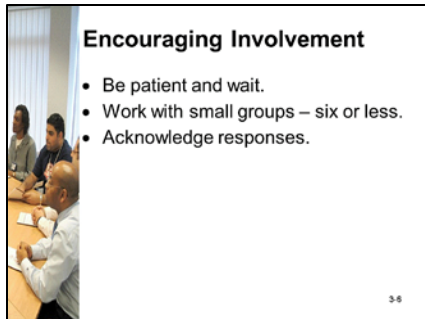 Encouraging Involvement
• Be patient and wait.
• Work with small groups – six or less.
• Acknowledge responses.
3-6